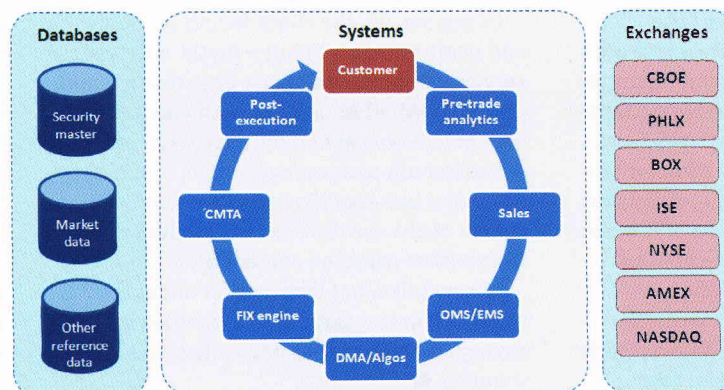 Databases
Security
master
Market
data
Other
reference
data
Systems
Customer
Pre-trade
analytics
Sales
OMS/EMS
DMA/Algos
FIX engine
CMTA
Post-
execution
Exchanges
CBOE
PHLX
BOX
ISE
NYSE
AMEX
NASDAQ